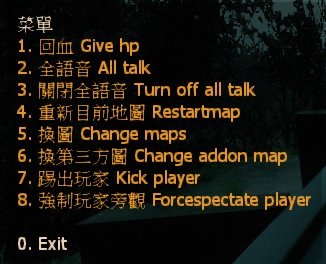 菜單
1. 回血 Give hp
2. 全語音 All talk
3. 關閉全語音 Turn off all talk
4. 重新目前地圖 Restartmap
5. 換圖 Change maps
6. 換第三方圖 Change addon map
7. 踢出玩家 Kick player
8. 強制玩家旁觀 Forcespectate player
0. Exit